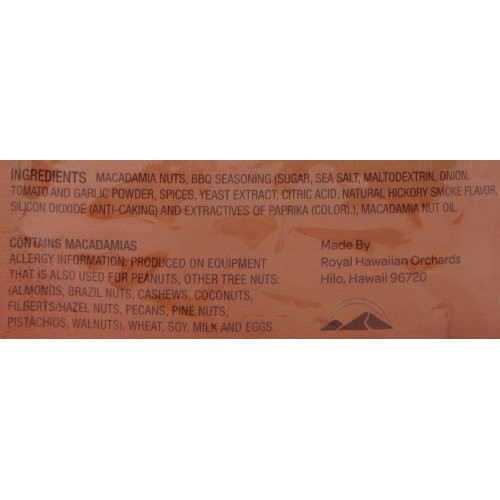 INGREDIENTS MACADAMIA NUTS, BBQ SEASONING (SUGAR, SEA SALT, MALTODEXTRIN, ONION,
TOMATO AND GARLIC POWDER, SPICES, YEAST EXTRACT, CITRIC ACID, NATURAL HICKORY SMOKE FLAVOR,
SILICON DIOXIDE (ANTI-CAKING) AND EXTRACTIVES OF PAPRIKA (COLOR).), MACADAMIA NUT OIL
CONTAINS MACADAMIAS
ALLERGY INFORMATION: PRODUCED ON EQUIPMENT
THAT IS ALSO USED FOR PEANUTS, OTHER TREE NUTS:
(ALMONDS, BRAZIL NUTS, CASHEWS, COCONUTS,
FILBERTS/HAZEL NUTS, PECANS, PINE NUTS,
PISTACHIOS, WALNUTS). WHEAT, SOY, MILK AND EGGS.
Made By
Royal Hawaiian Orchards
Hilo, Hawaii 96720